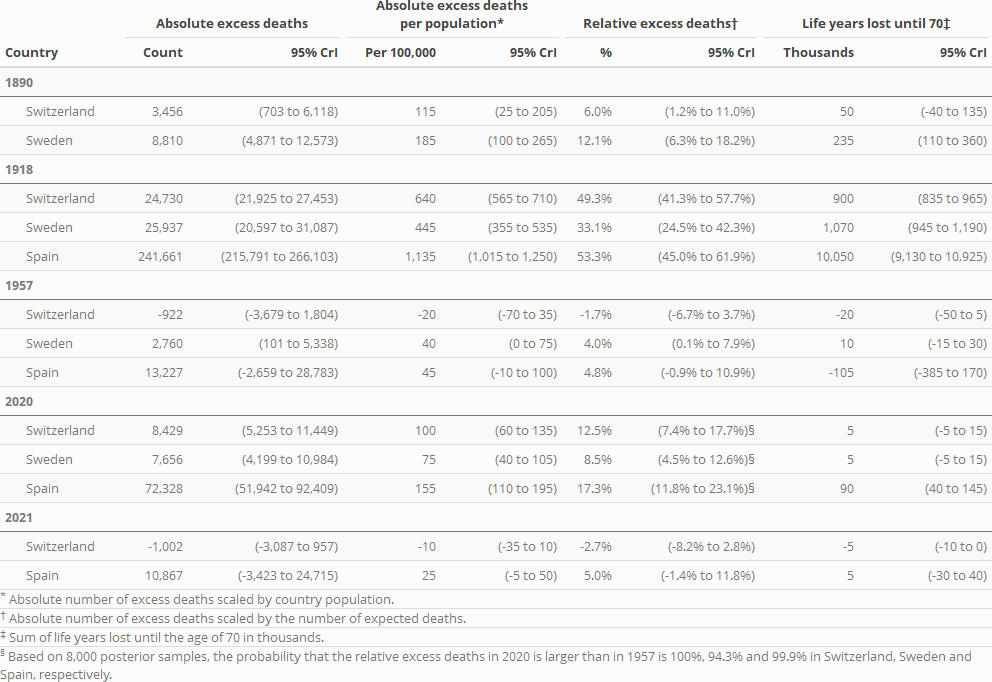 Absolute excess deaths
Absolute excess deaths per population*
Relative excess deaths†
Life years lost until 70‡
Country Count 95% CrI Per 100,000 95% CrI % 95% CrI Thousands 95% CrI
1890
Switzerland 3,456 (703 to 6,118) 115 (25 to 205) 6.0% (1.2% to 11.0%) 50 (-40 to 135)
Sweden 8,810 (4,871 to 12,573) 185 (100 to 265) 12.1% (6.3% to 18.2%) 235 (110 to 360)
1918
Switzerland 24,730 (21,925 to 27,453) 640 (565 to 710) 49.3% (41.3% to 57.7%) 900 (835 to 965)
Sweden 25,937 (20,597 to 31,087) 445 (355 to 535) 33.1% (24.5% to 42.3%) 1,070 (945 to 1,190)
Spain 241,661 (215,791 to 266,103) 1,135 (1,015 to 1,250) 53.3% (45.0% to 61.9%) 10,050 (9,130 to 10,925)
1957
Switzerland -922 (-3,679 to 1,804) -20 (-70 to 35) -1.7% (-6.7% to 3.7%) -20 (-50 to 5)
Sweden 2,760 (101 to 5,338) 40 (0 to 75) 4.0% (0.1% to 7.9%) 10 (-15 to 30)
Spain 13,227 (-2,659 to 28,783) 45 (-10 to 100) 4.8% (-0.9% to 10.9%) -105 (-385 to 170)
2020
Switzerland 8,429 (5,253 to 11,449) 100 (60 to 135) 12.5% (7.4% to 17.7%)§ 5 (-5 to 15)
Sweden 7,656 (4,199 to 10,984) 75 (40 to 105) 8.5% (4.5% to 12.6%)§ 5 (-5 to 15)
Spain 72,328 (51,942 to 92,409) 155 (110 to 195) 17.3% (11.8% to 23.1%)§ 90 (40 to 145)
2021
Switzerland -1,002 (-3,087 to 957) -10 (-35 to 10) -2.7% (-8.2% to 2.8%) -5 (-10 to 0)
Spain 10,867 (-3,423 to 24,715) 25 (-5 to 50) 5.0% (-1.4% to 11.8%) 5 (-30 to 40)
* Absolute number of excess deaths scaled by country population.
† Absolute number of excess deaths scaled by the number of expected deaths.
‡ Sum of life years lost until the age of 70 in thousands.
§ Based on 8,000 posterior samples, the probability that the relative excess deaths in 2020 is larger than in 1957 is 100%, 94.3% and 99.9% in Switzerland, Sweden and
Spain, respectively.